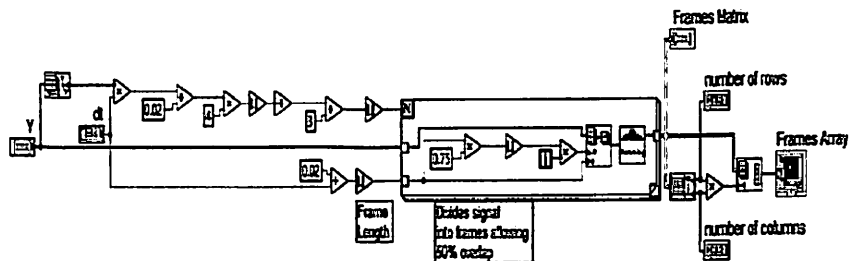 Frames Matrix
number of rows
dt
Y
0.02
4
3
N
Frames Array
0.75
i
0.02
Frame
Length
Divides signal
into frames allowing
50% overlap
number of columns